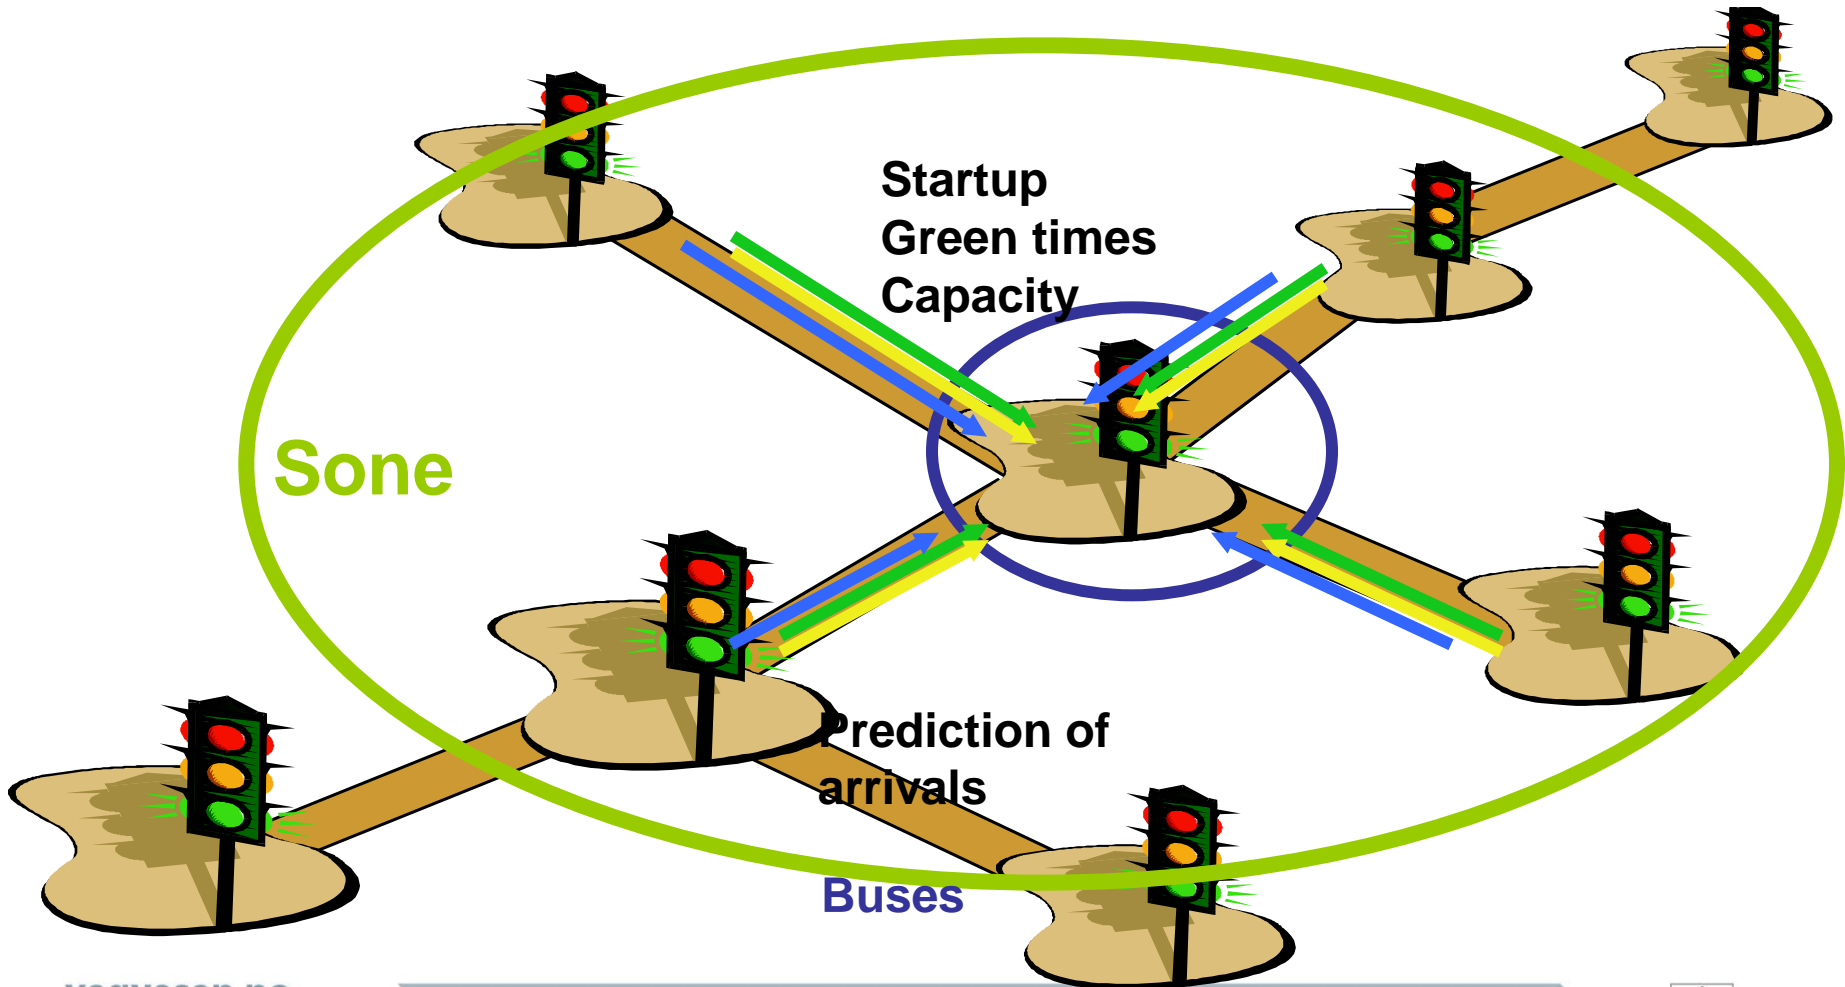 Startup
Green times
Capacity
Sone
Prediction of
arrivals
Buses